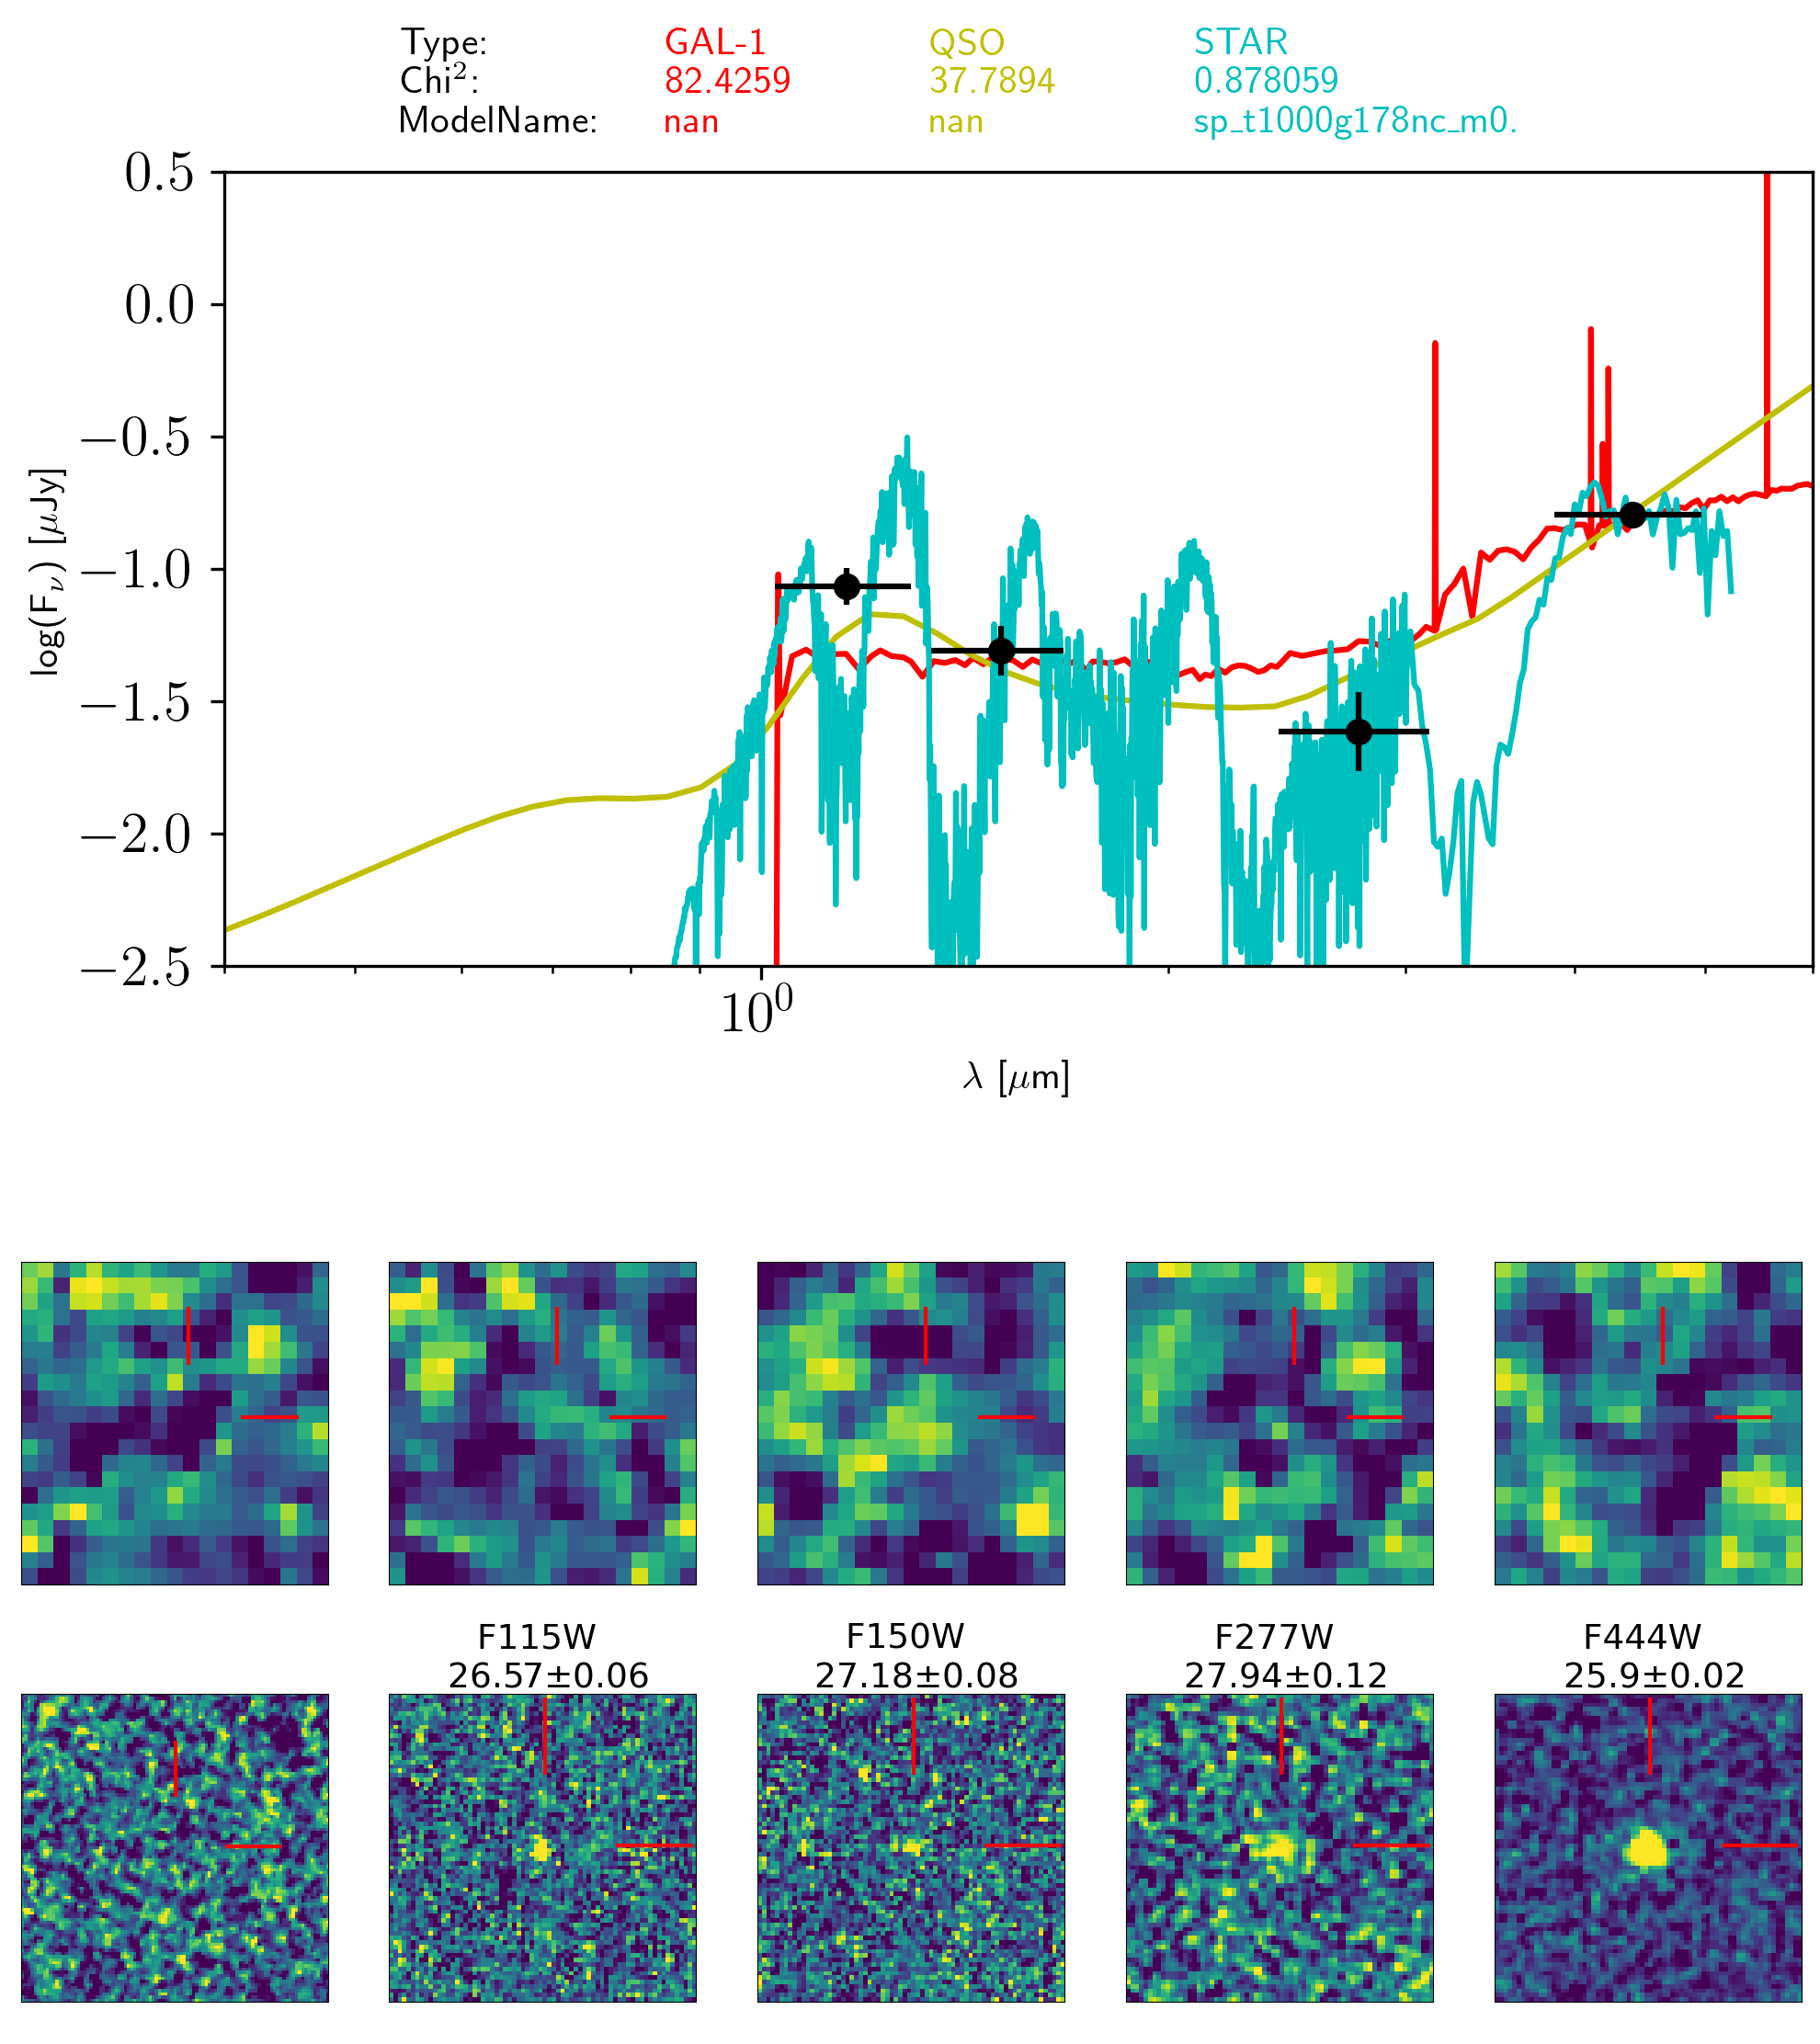 Type: GAL-1 QSO STAR
Chi²: 82.4259 37.7894 0.878059
ModelName: nan nan sp_t1000g178nc_m0.
0.5
0.0
−0.5
−1.0
−1.5
−2.0
−2.5
log(Fν) [μJy]
10⁰
λ [μm]
F115W F150W F277W F444W
26.57±0.06 27.18±0.08 27.94±0.12 25.9±0.02